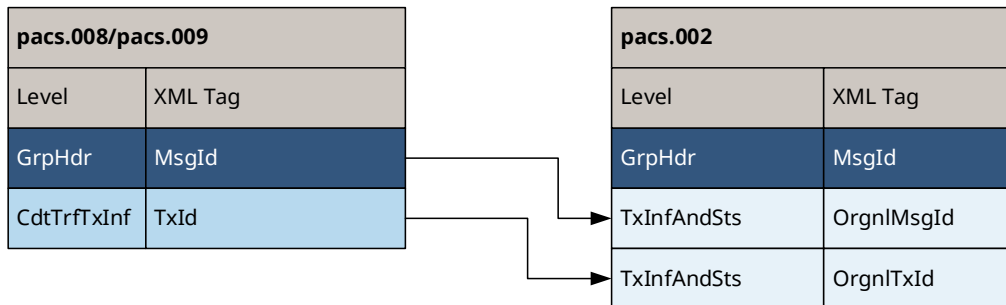 pacs.008/pacs.009
Level XML Tag
GrpHdr MsgId
CdtTrfTxInf TxId
pacs.002
Level XML Tag
GrpHdr MsgId
TxInfAndSts OrgnlMsgId
TxInfAndSts OrgnlTxId